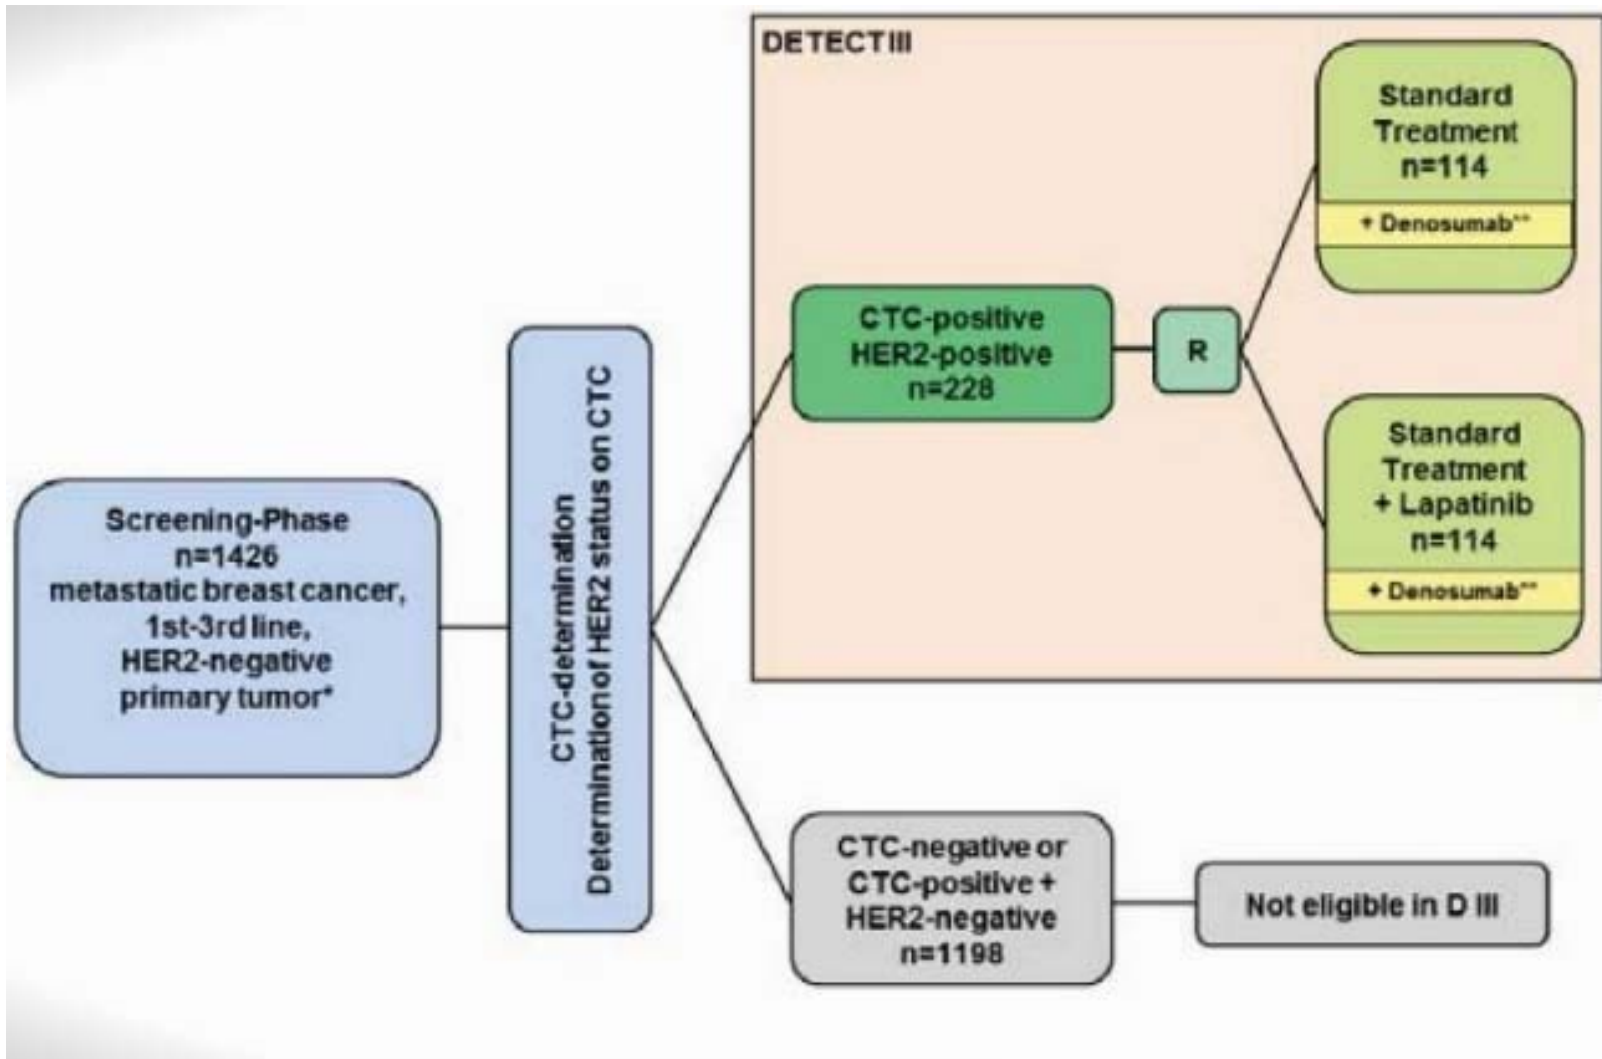 DETECT III
Standard
Treatment
n=114
+ Denosumab**
CTC-positive
HER2-positive
n=228
R
Standard
Treatment
+ Lapatinib
n=114
+ Denosumab**
Screening-Phase
n=1426
metastatic breast cancer,
1st-3rd line,
HER2-negative
primary tumor*
CTC-determination
Determination of HER2 status on CTC
CTC-negative or
CTC-positive +
HER2-negative
n=1198
Not eligible in D III